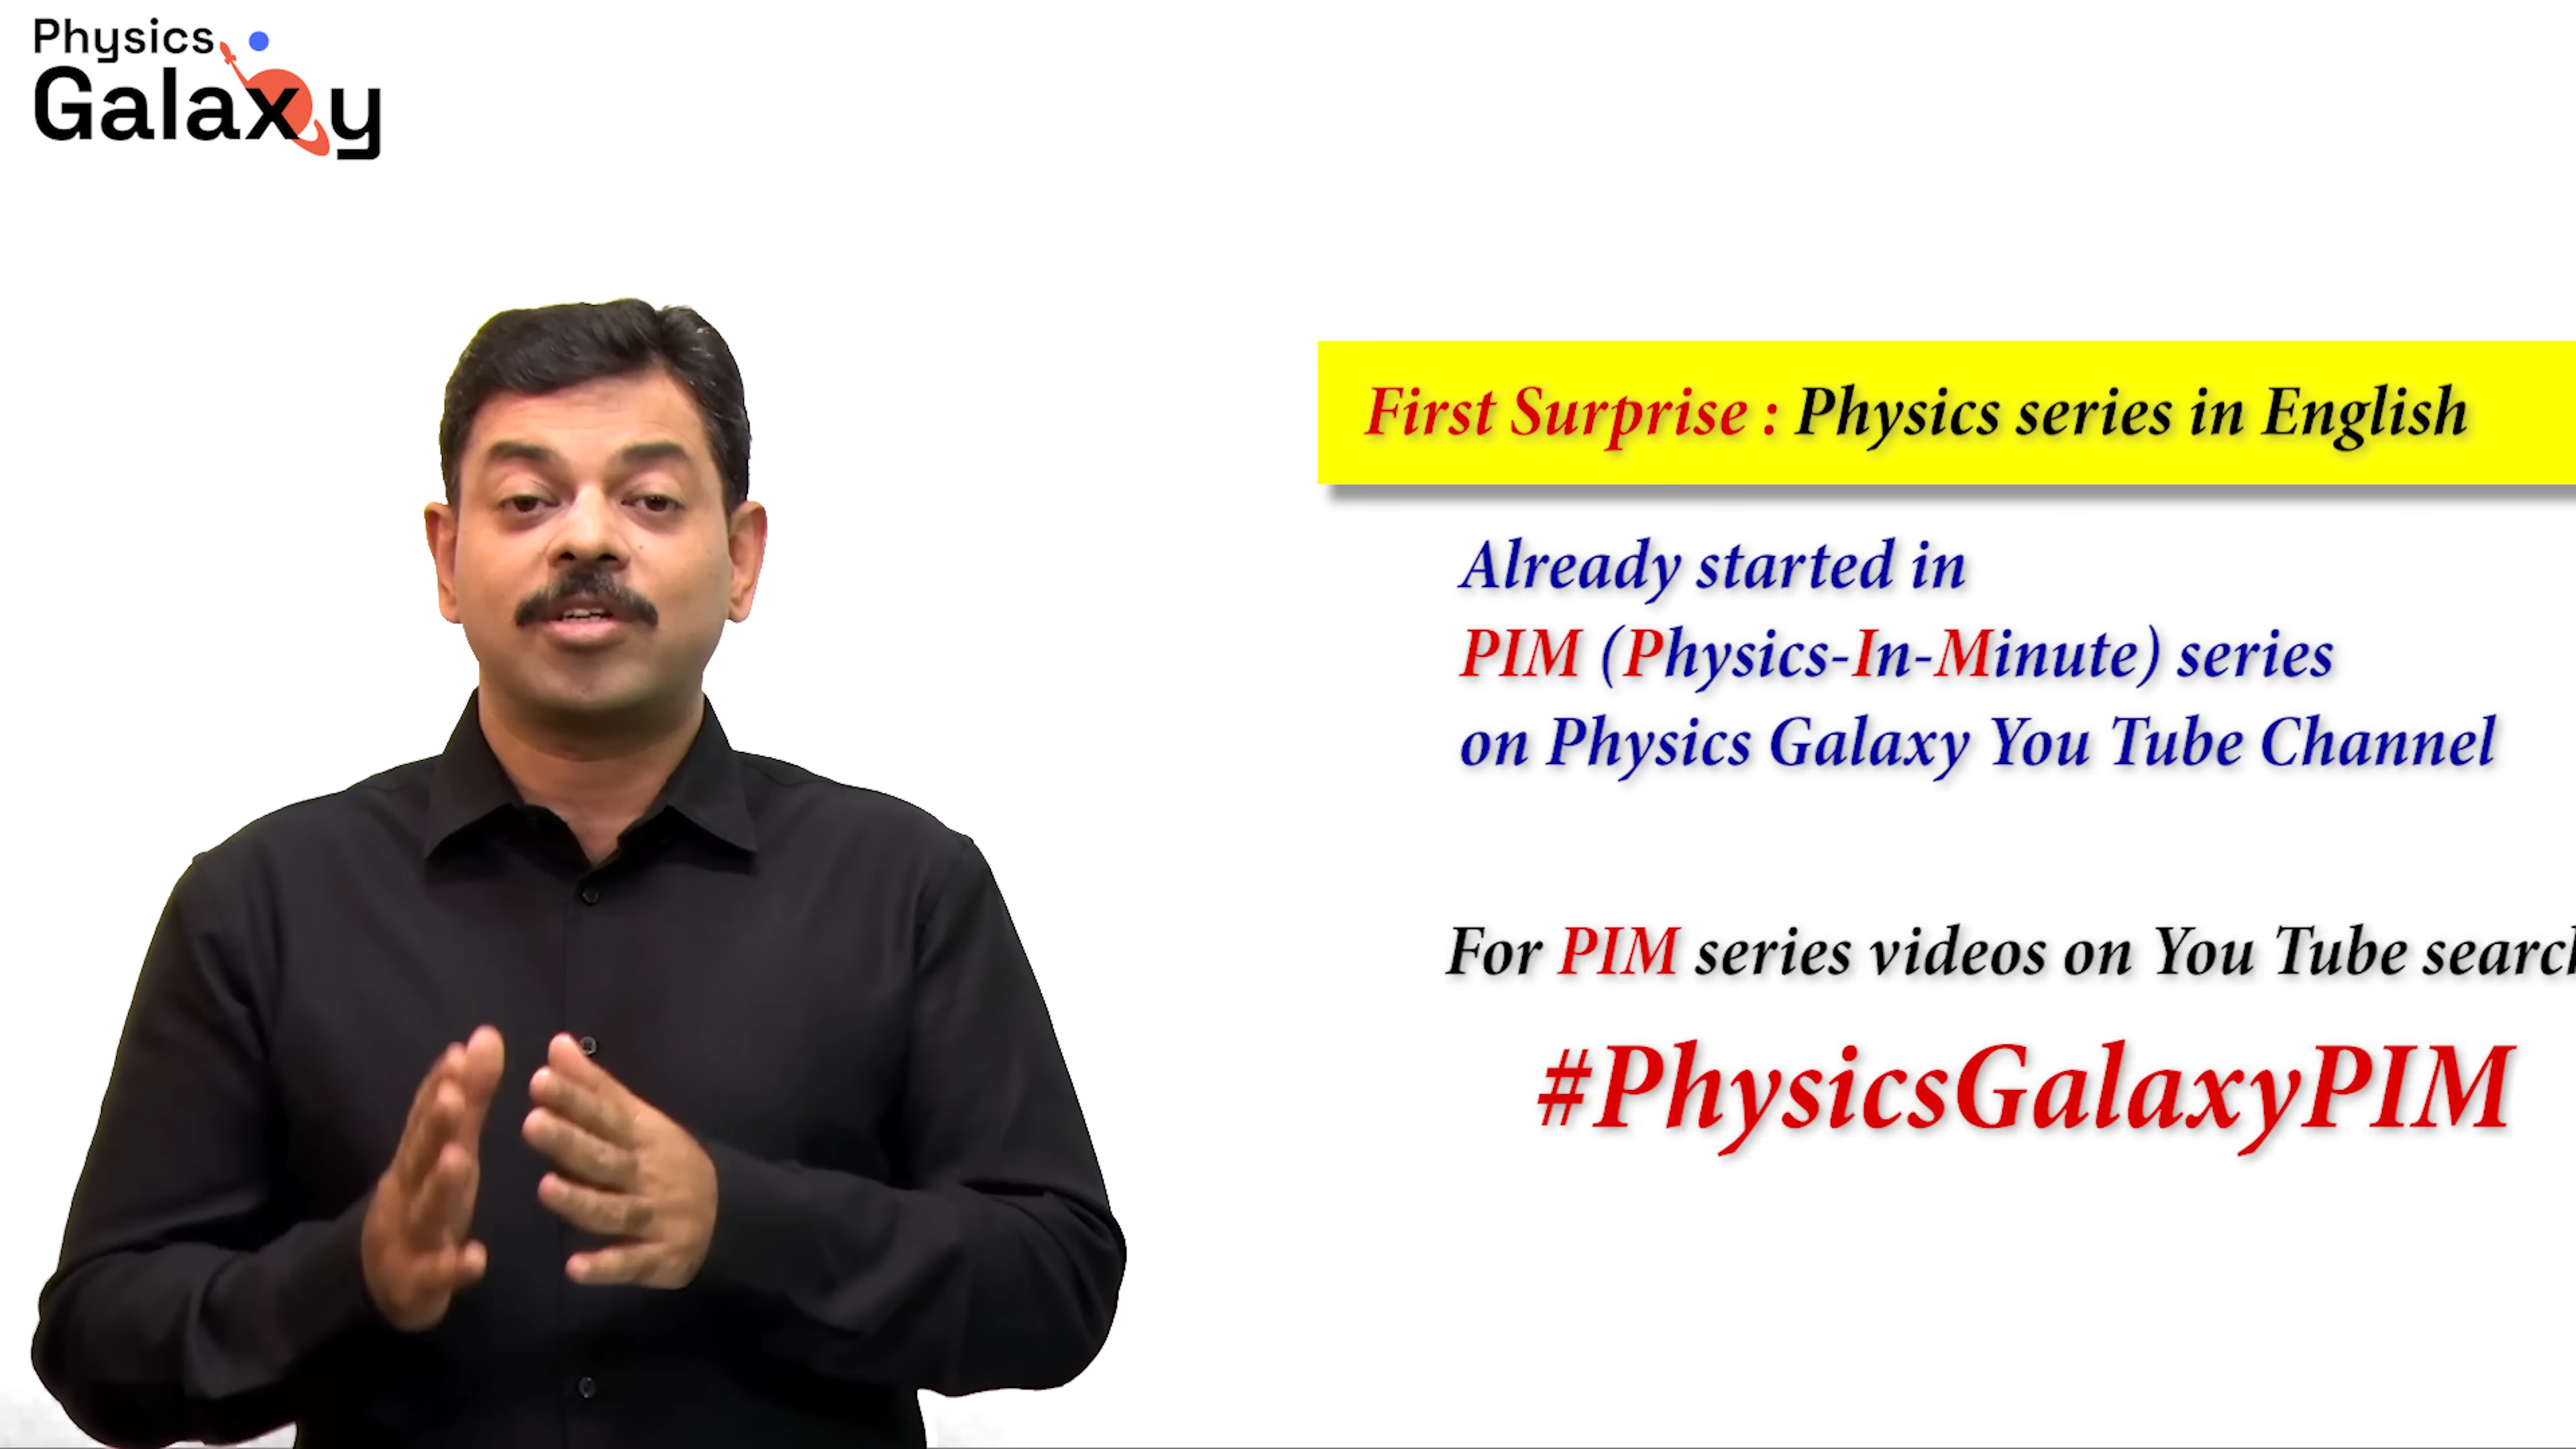 Physics
Galaxy
First Surprise : Physics series in English
Already started in
PIM (Physics-In-Minute) series
on Physics Galaxy You Tube Channel
For PIM series videos on You Tube search
#PhysicsGalaxyPIM